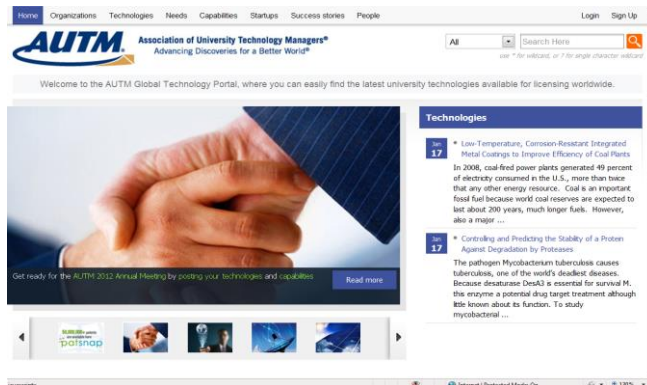 Home Organizations Technologies Needs Capabilities Startups Success stories People Login Sign Up
AUTM. Association of University Technology Managers®
Advancing Discoveries for a Better World®
All Search Here
use * for wildcard, or ? for single character wildcard
Welcome to the AUTM Global Technology Portal, where you can easily find the latest university technologies available for licensing worldwide.
Technologies
Jan 17
* Low-Temperature, Corrosion-Resistant Integrated
Metal Coatings to Improve Efficiency of Coal Plants
In 2008, coal-fired power plants generated 49 percent
of electricity consumed in the U.S., more than twice
that any other energy resource. Coal is an important
fossil fuel because world coal reserves are expected to
last about 200 years, much longer fuels. However,
also a major ...
Jan 17
* Controlling and Predicting the Stability of a Protein
Against Degradation by Proteases
The pathogen Mycobacterium tuberculosis causes
tuberculosis, one of the world's deadliest diseases.
Because desaturase DesA3 is essential for survival M.
this enzyme a potential drug target treatment although
little known about its function. To study
mycobacterial ...
Get ready for the AUTM 2012 Annual Meeting by posting your technologies and capabilities Read more
patsnap